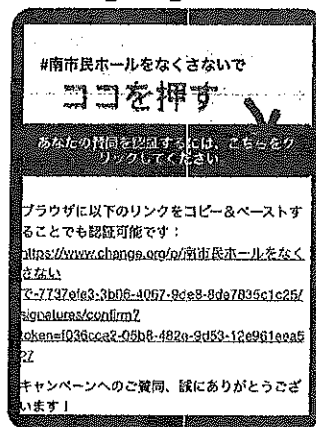 #南市民ホールをなくさないで
ココを押す
あなたの賛同を認証するには、こちらをク
リックしてください
ブラウザに以下のリンクをコピー&ペーストす
ることでも認証可能です:
https://www.change.org/p/南市民ホールをなく
さない
で-7737efe3-3b06-4067-9de8-8de7835c1c25/
signatures/confirm?
token=f036cca2-05b8-482e-9d53-12e961eea5
キャンペーンへのご賛同、誠にありがとうござ
います!